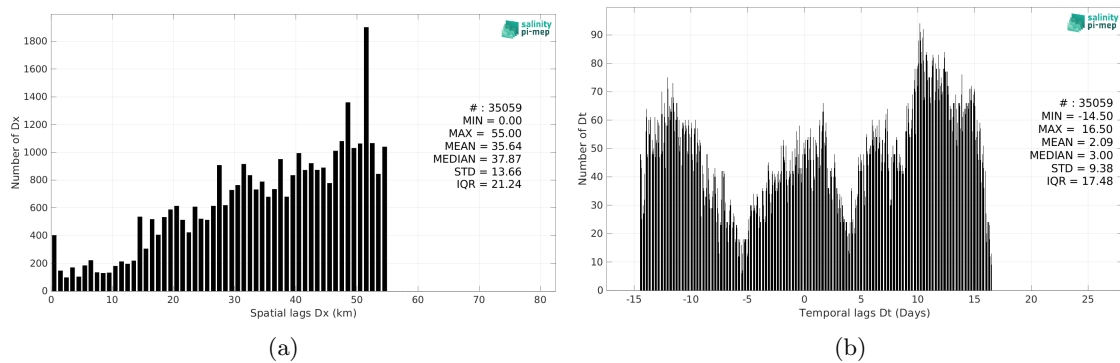 salinity
pi-mep
1800
1600
1400
1200
1000
800
600
400
200
0
Number of Dx
# : 35059
MIN = 0.00
MAX = 55.00
MEAN = 35.64
MEDIAN = 37.87
STD = 13.66
IQR = 21.24
0 10 20 30 40 50 60 70 80
Spatial lags Dx (km)
(a)
salinity
pi-mep
90
80
70
60
50
40
30
20
10
0
Number of Dt
# : 35059
MIN = -14.50
MAX = 16.50
MEAN = 2.09
MEDIAN = 3.00
STD = 9.38
IQR = 17.48
-15 -10 -5 0 5 10 15 20 25
Temporal lags Dt (Days)
(b)